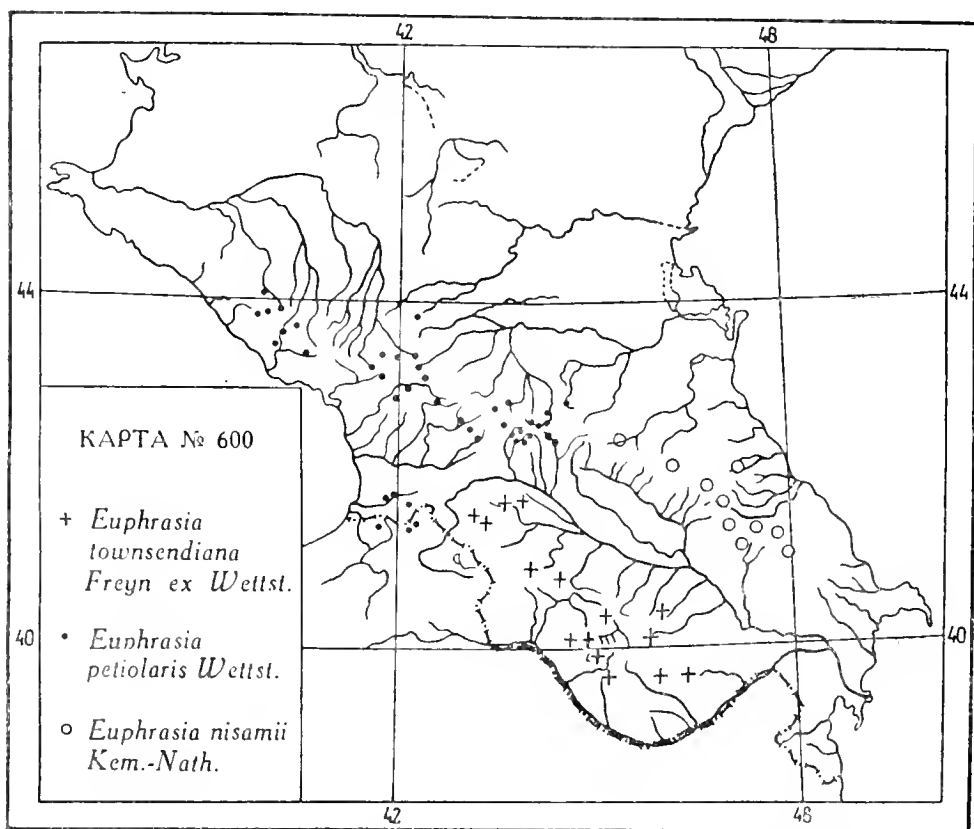 42 48
44 44
КАРТА № 600
+ Euphrasia
townsendiana
Freyn ex Wettst.
40 40
• Euphrasia
petiolaris Wettst.
○ Euphrasia nisamii
Kem.-Nath.
42 48